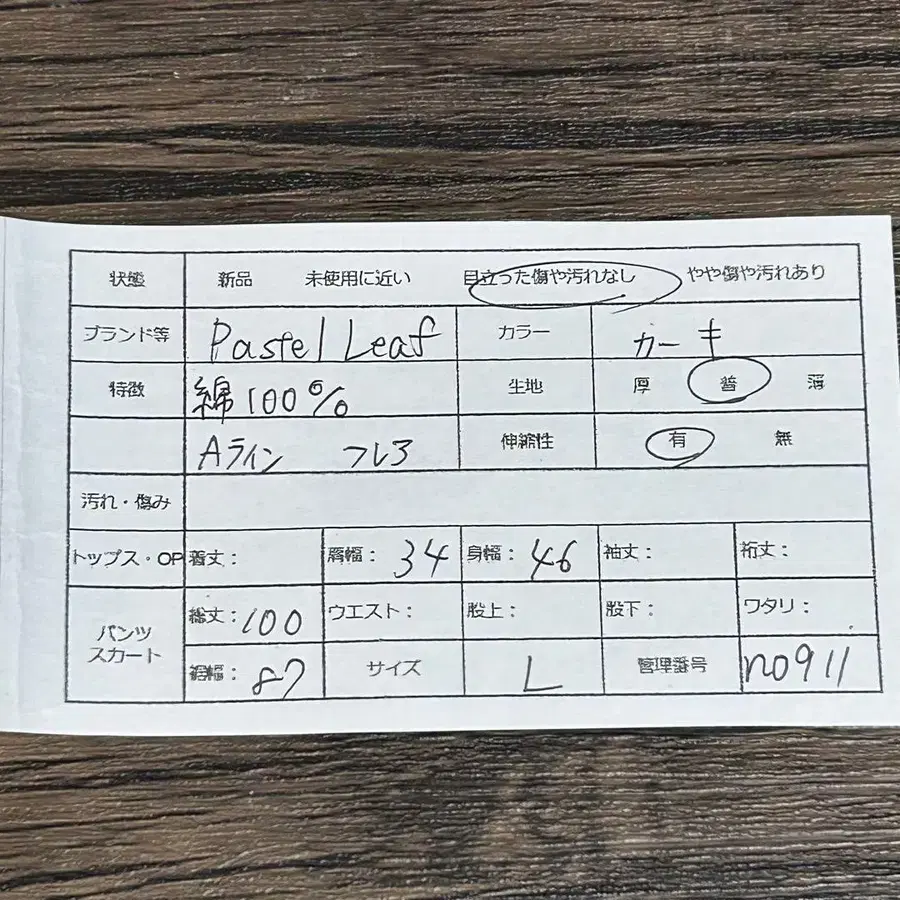 状態 新品 未使用に近い 目立った傷や汚れなし やや傷や汚れあり
ブランド等 Pastel Leaf カラー カーキ
特徴 綿100% 生地 厚 普 薄
Aライン フレア 伸縮性 有 無
汚れ・傷み
トップス・OP 着丈： 肩幅：34 身幅：46 袖丈： 裄丈：
パンツ
スカート
総丈：100 ウエスト： 股上： 股下： ワタリ：
裾幅：87 サイズ L 管理番号 no911